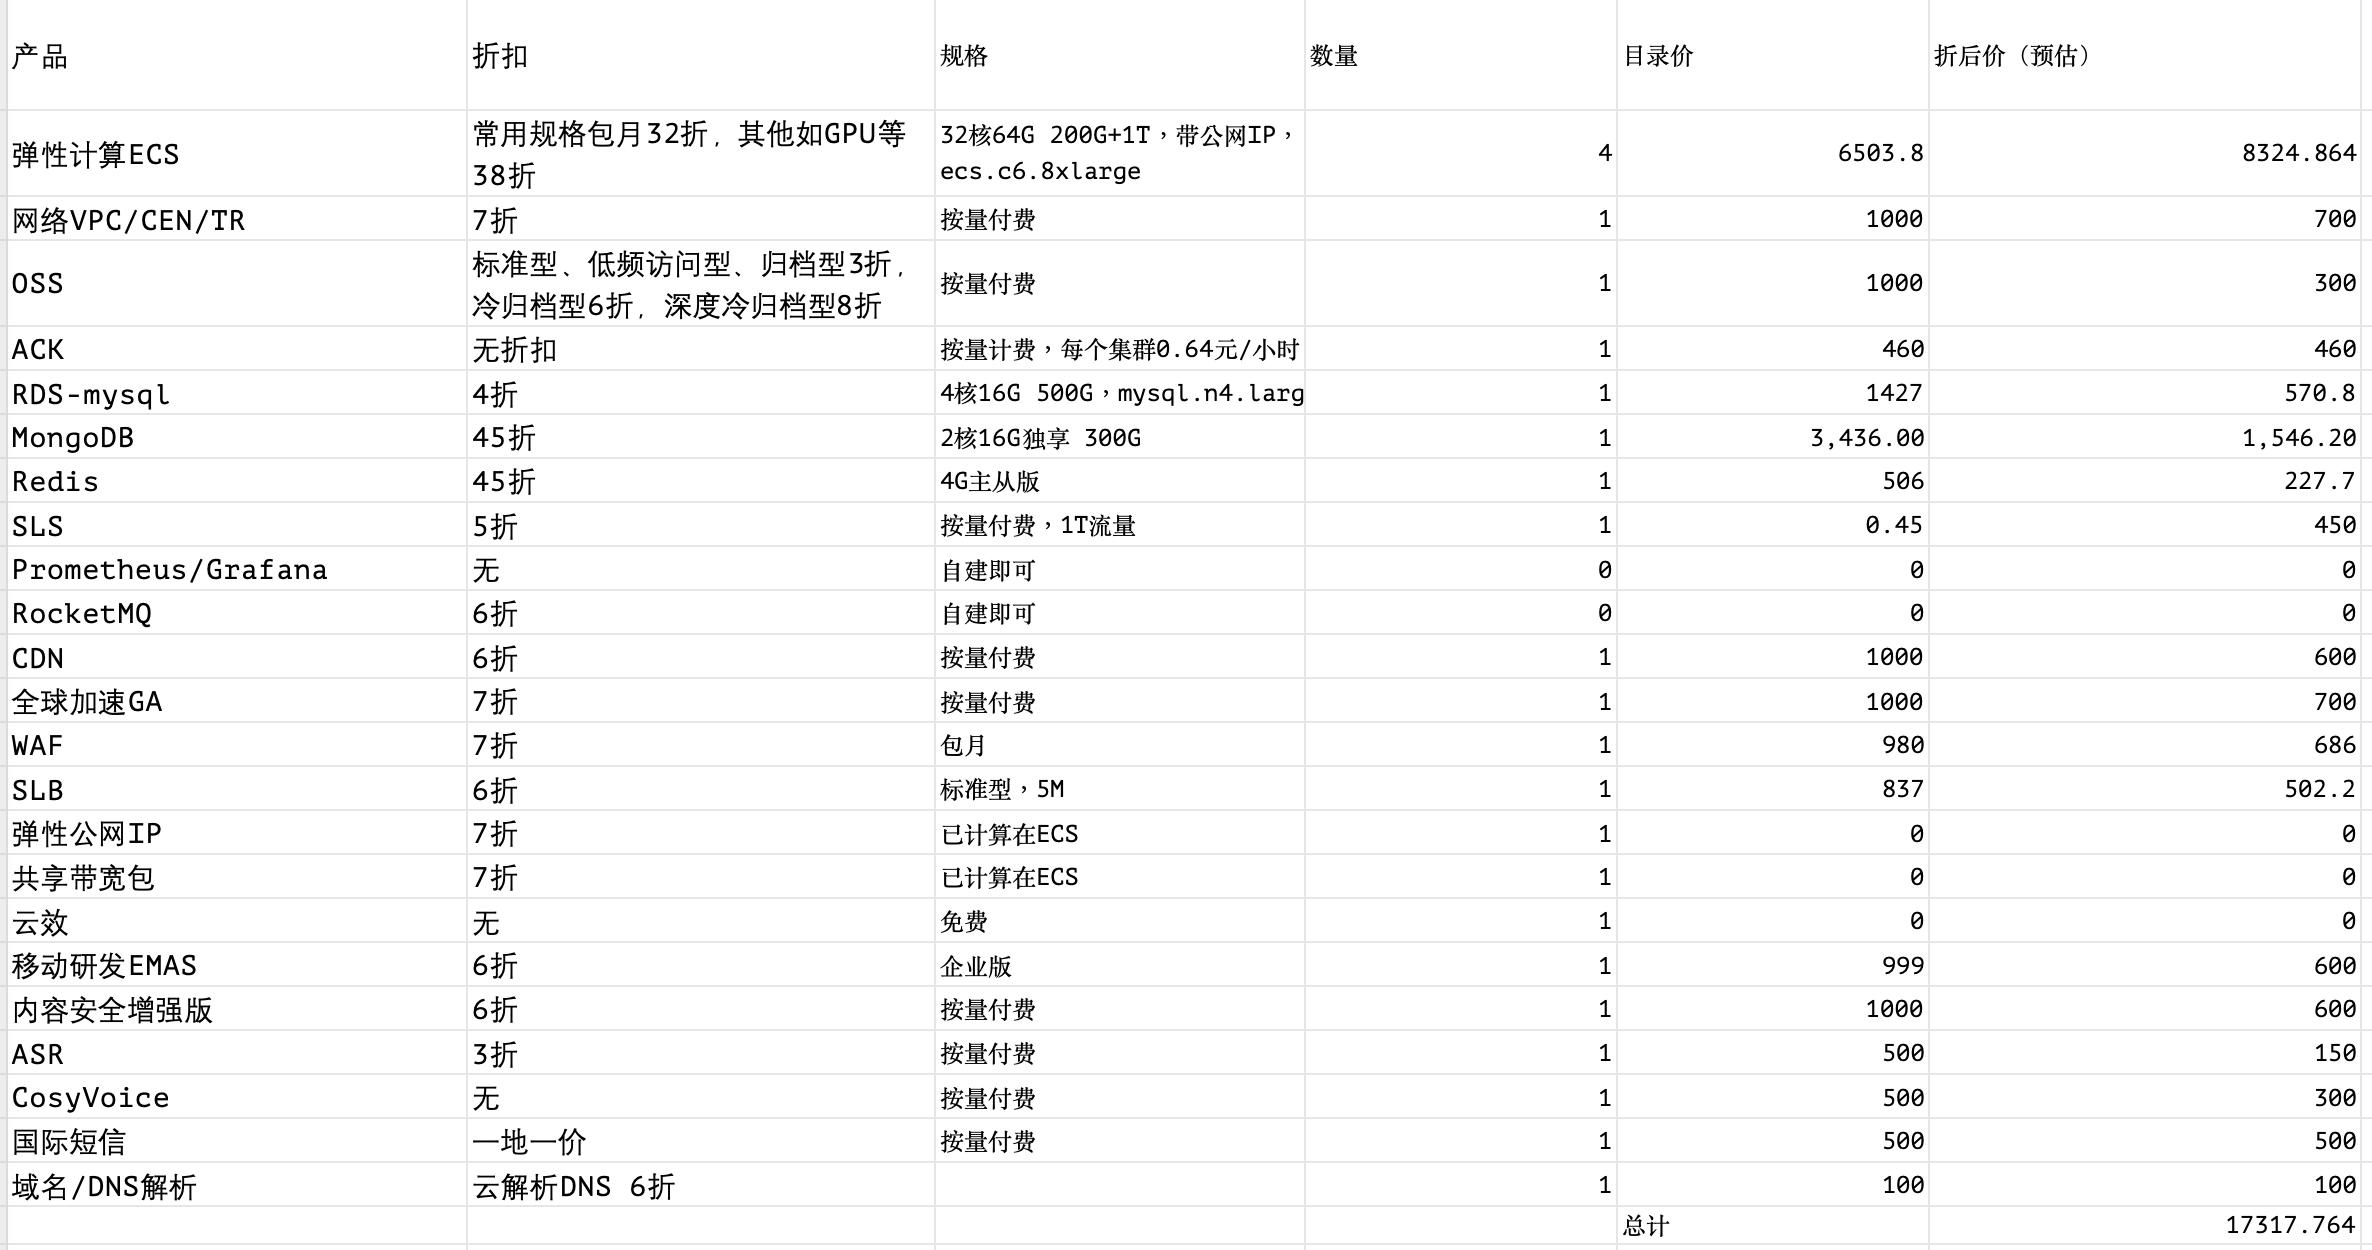 产品 折扣 规格 数量 目录价 折后价（预估）
弹性计算ECS 常用规格包月32折，其他如GPU等38折 32核64G 200G+1T，带公网IP，ecs.c6.8xlarge 4 6503.8 8324.864
网络VPC/CEN/TR 7折 按量付费 1 1000 700
OSS 标准型、低频访问型、归档型3折，冷归档型6折，深度冷归档型8折 按量付费 1 1000 300
ACK 无折扣 按量计费，每个集群0.64元/小时 1 460 460
RDS-mysql 4折 4核16G 500G，mysql.n4.larg 1 1427 570.8
MongoDB 45折 2核16G独享 300G 1 3,436.00 1,546.20
Redis 45折 4G主从版 1 506 227.7
SLS 5折 按量付费，1T流量 1 0.45 450
Prometheus/Grafana 无 自建即可 0 0 0
RocketMQ 6折 自建即可 0 0 0
CDN 6折 按量付费 1 1000 600
全球加速GA 7折 按量付费 1 1000 700
WAF 7折 包月 1 980 686
SLB 6折 标准型，5M 1 837 502.2
弹性公网IP 7折 已计算在ECS 1 0 0
共享带宽包 7折 已计算在ECS 1 0 0
云效 无 免费 1 0 0
移动研发EMAS 6折 企业版 1 999 600
内容安全增强版 6折 按量付费 1 1000 600
ASR 3折 按量付费 1 500 150
CosyVoice 无 按量付费 1 500 300
国际短信 一地一价 按量付费 1 500 500
域名/DNS解析 云解析DNS 6折 1 100 100
总计 17317.764